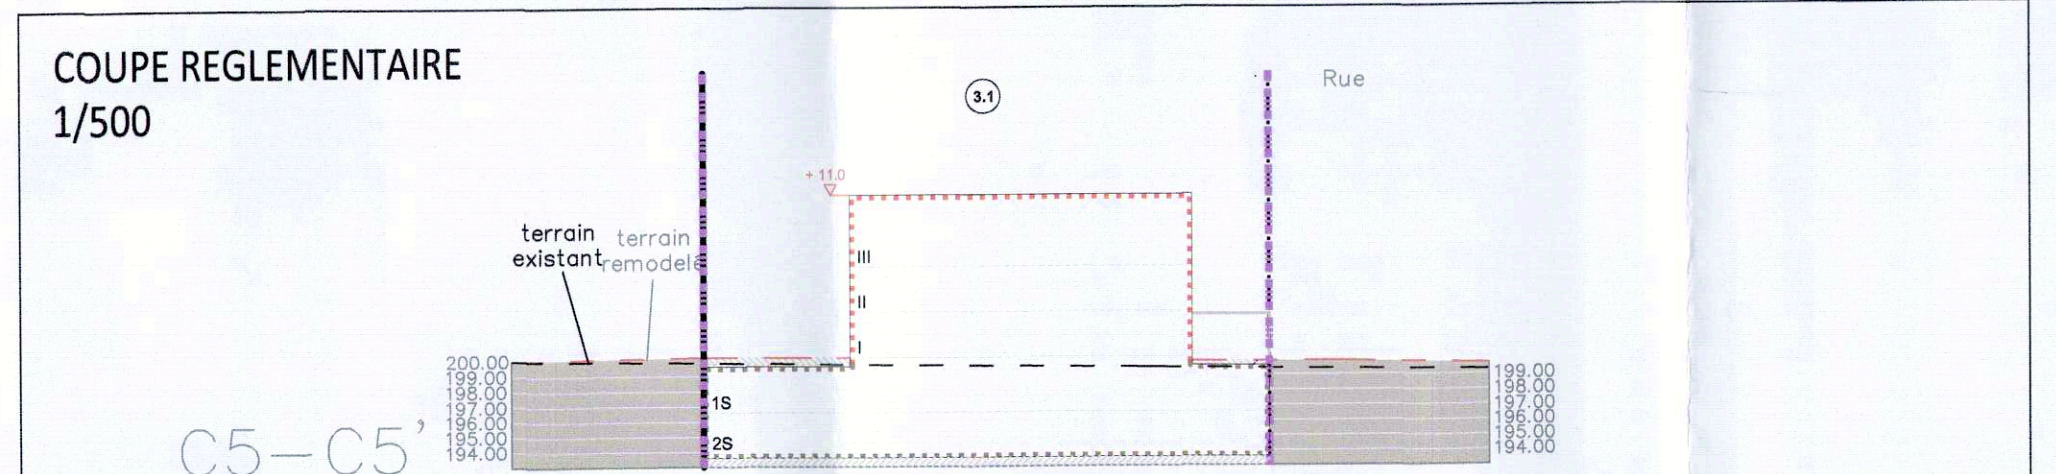 COUPE REGLEMENTAIRE
1/500
3.1
Rue
+ 11.0
terrain
existant
terrain
remodelé
III
II
I
200.00
199.00
198.00
197.00
196.00
195.00
194.00
1S
2S
199.00
198.00
197.00
196.00
195.00
194.00
C5-C5'